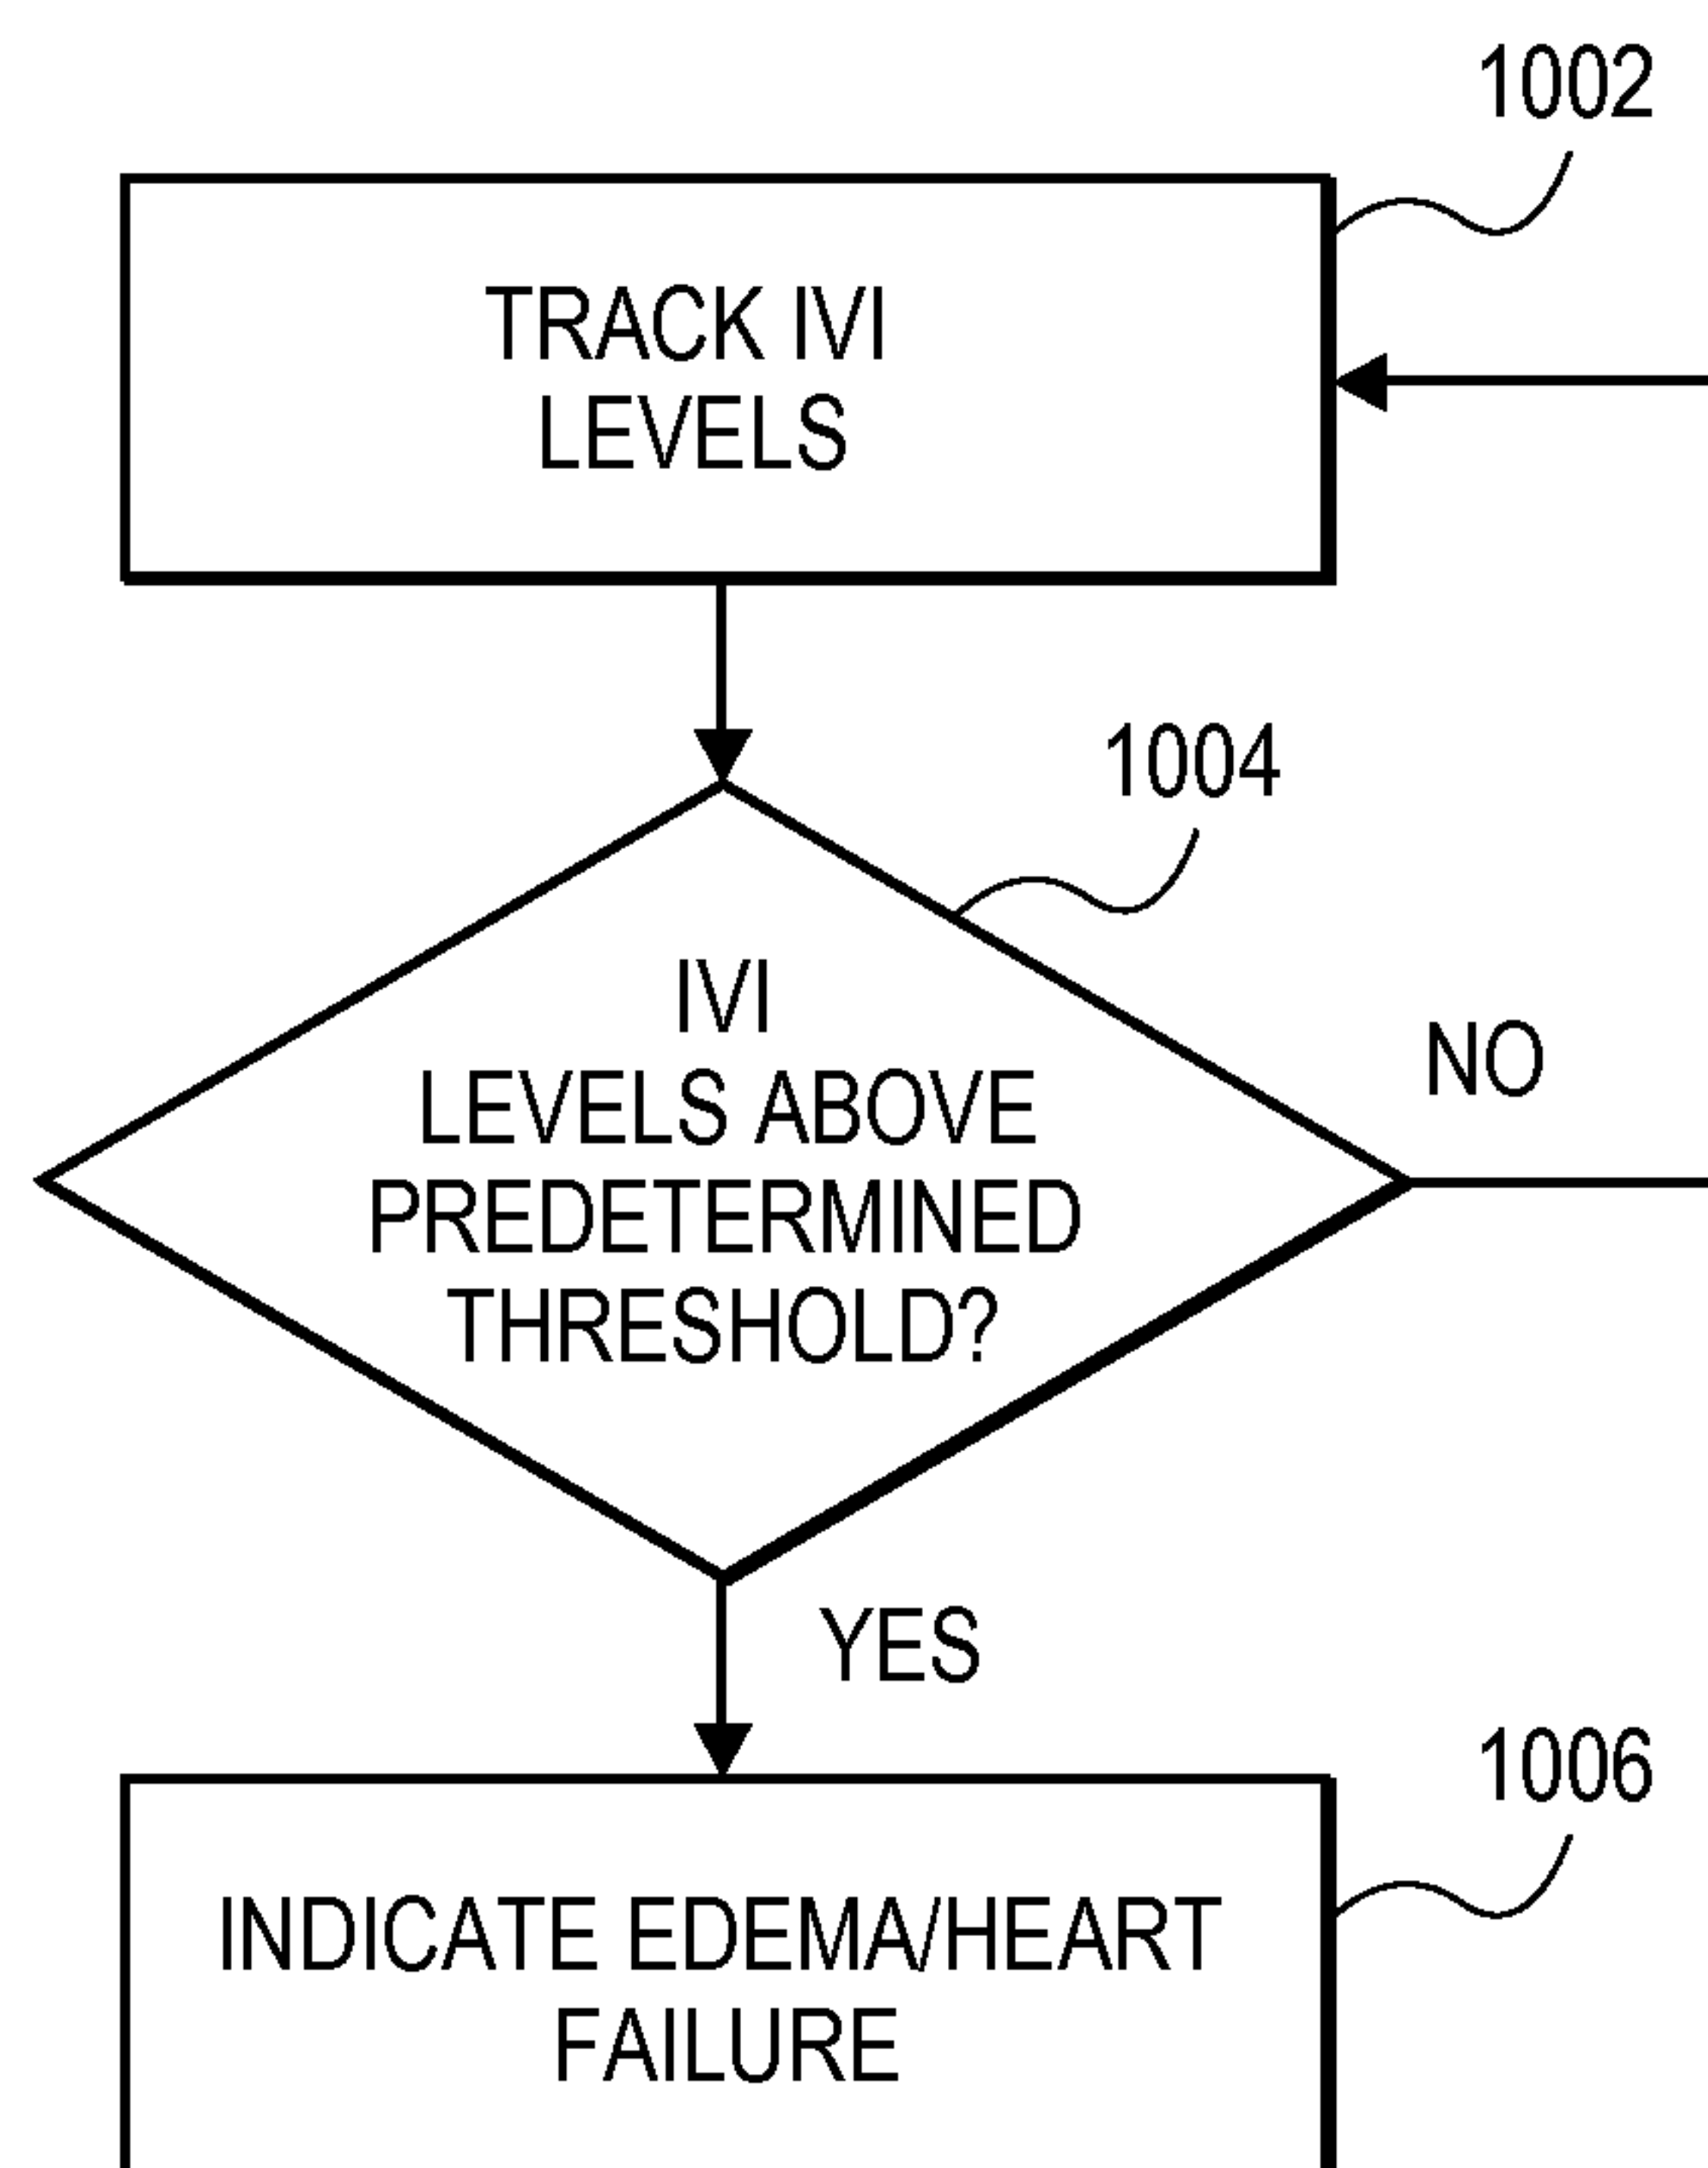 1002
TRACK IVI
LEVELS
1004
IVI
LEVELS ABOVE
PREDETERMINED
THRESHOLD?
NO
YES
1006
INDICATE EDEMA/HEART
FAILURE